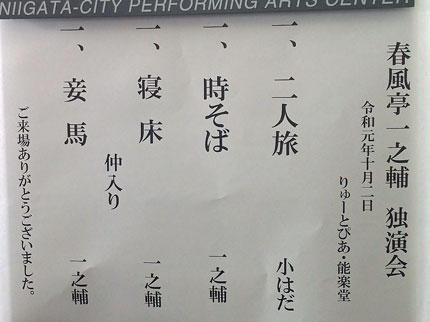 NIIGATA-CITY PERFORMING ARTS CENTER
春風亭一之輔 独演会
令和元年十月二日
りゅーとぴあ・能楽堂
一、二人旅 小はだ
一、時そば 一之輔
一、寝床 一之輔
仲入り
一、妾馬 一之輔
ご来場ありがとうございました。